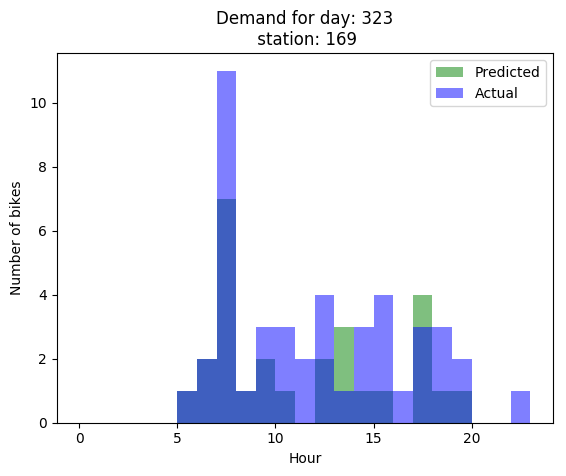 Demand for day: 323
station: 169
Predicted
Actual
Number of bikes
10
8
6
4
2
0
0 5 10 15 20
Hour